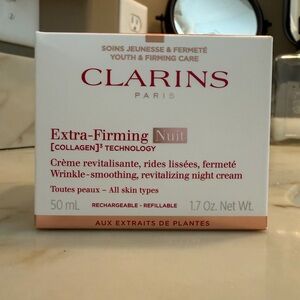 SOINS JEUNESSE & FERMETÉ
YOUTH & FIRMING CARE
CLARINS
PARIS
Extra-Firming Nuit
[COLLAGEN]³ TECHNOLOGY
Crème revitalisante, rides lissées, fermeté
Wrinkle-smoothing, revitalizing night cream
Toutes peaux – All skin types
50 mL RECHARGEABLE - REFILLABLE 1.7 Oz. Net Wt.
AUX EXTRAITS DE PLANTES